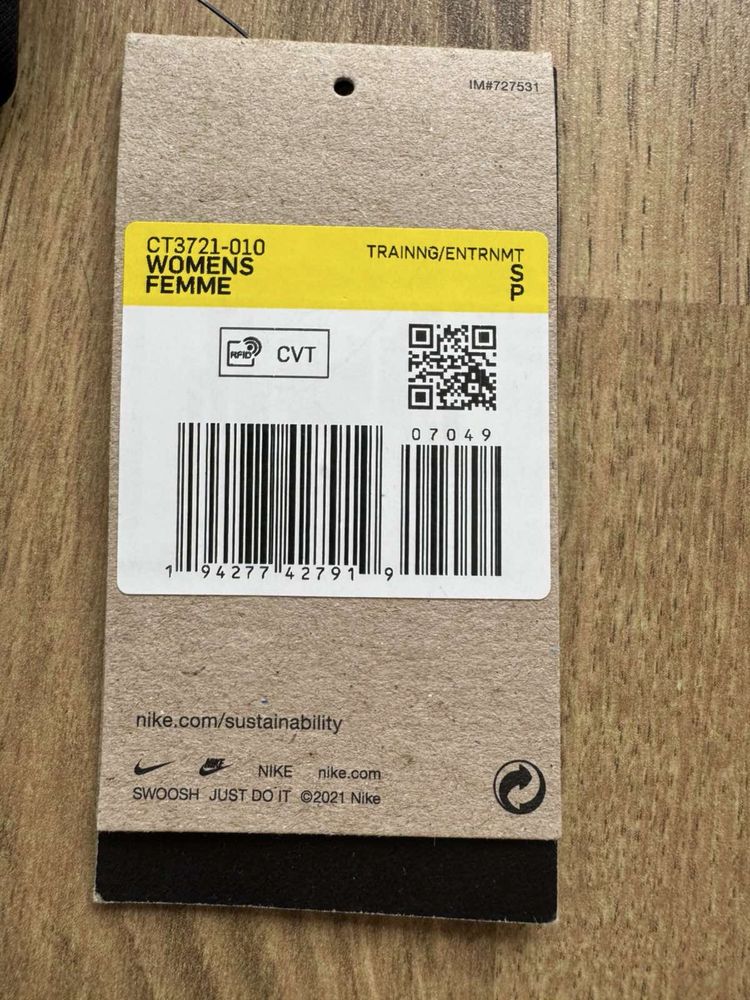 IM#727531
CT3721-010
WOMENS
FEMME
TRAINNG/ENTRNMT
S
P
RFID CVT
07049
1 94277 42791 9
nike.com/sustainability
NIKE NIKE nike.com
SWOOSH JUST DO IT ©2021 Nike